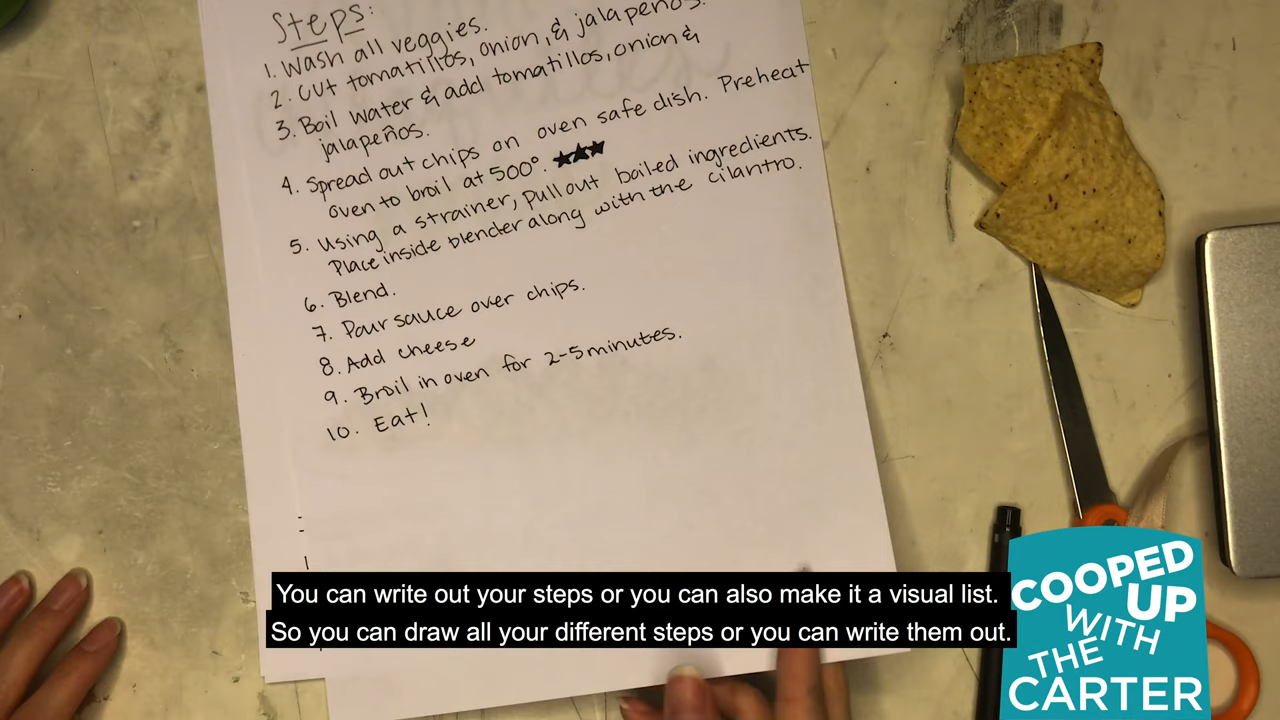 Steps:
1. Wash all veggies.
2. Cut tomatillos, onion, & jalapeños.
3. Boil water & add tomatillos, onion &
jalapeños.
4. Spread out chips on oven safe dish. Preheat
oven to broil at 500°. ★★★
5. Using a strainer, pull out boiled ingredients.
Place inside blender along with the cilantro.
6. Blend.
7. Pour sauce over chips.
8. Add cheese
9. Broil in oven for 2-5 minutes.
10. Eat!
You can write out your steps or you can also make it a visual list.
So you can draw all your different steps or you can write them out.
COOPED
UP
WITH
THE
CARTER